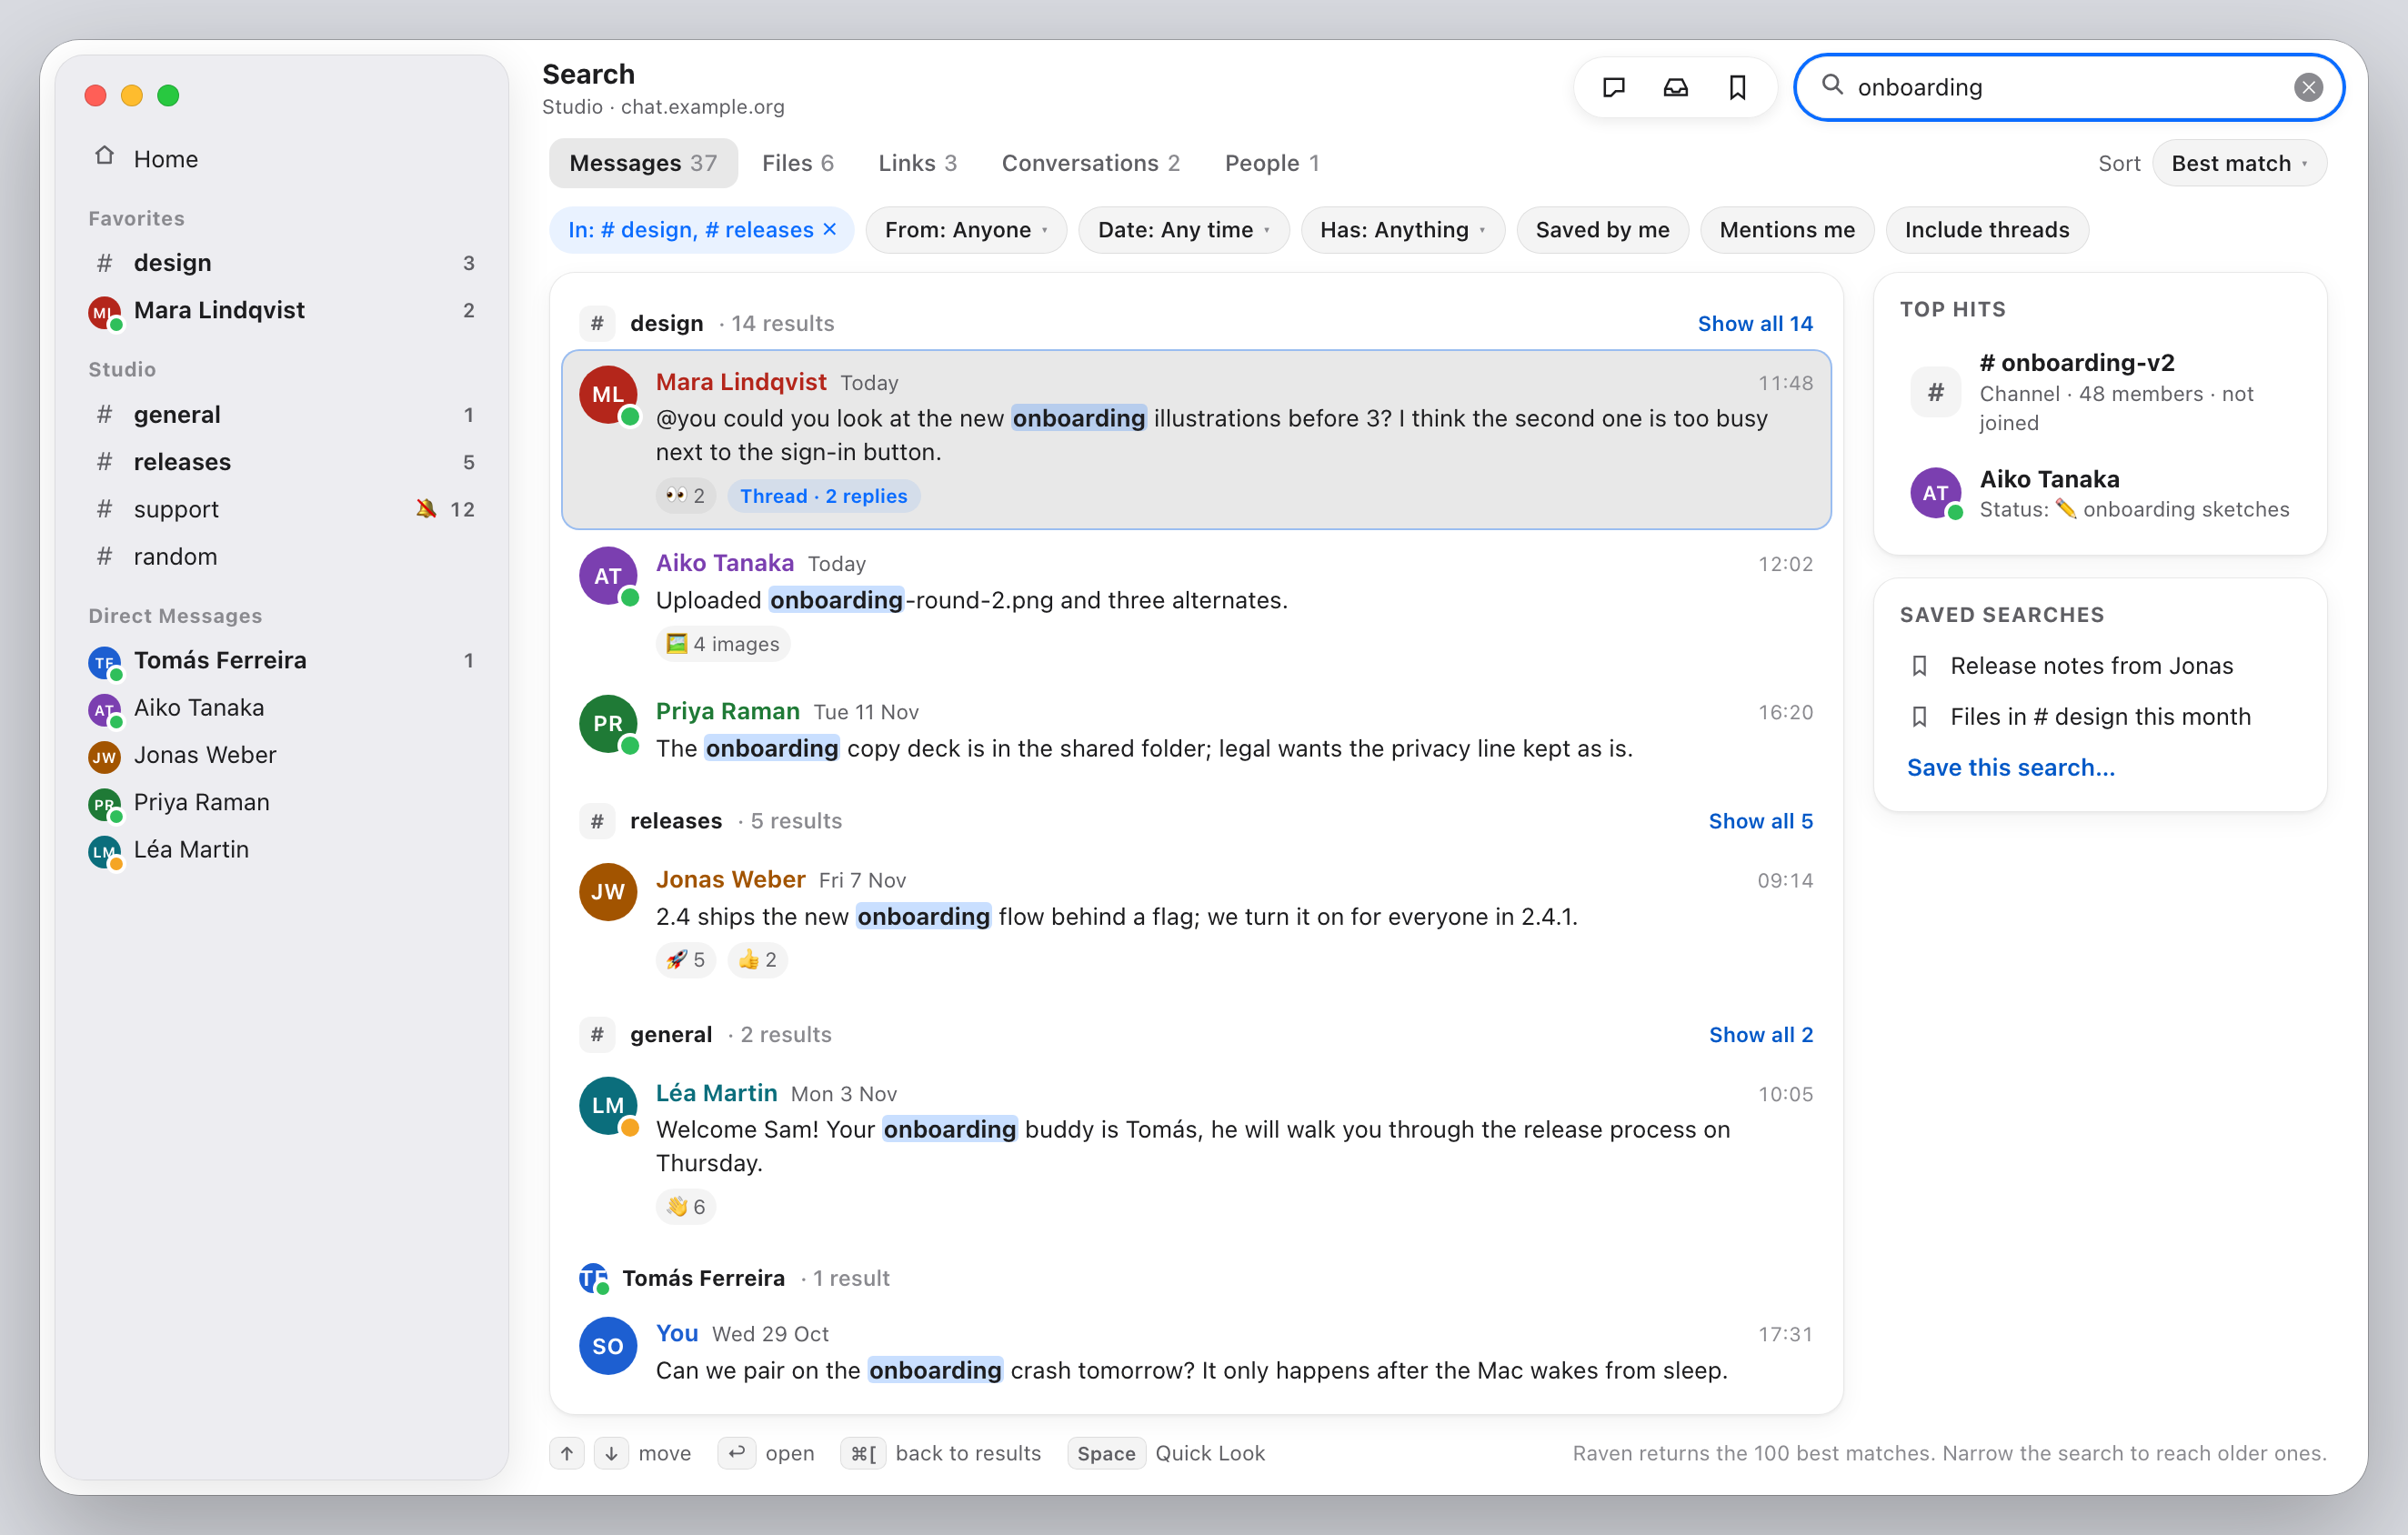 Home
Favorites
# design 3
ML Mara Lindqvist 2
Studio
# general 1
# releases 5
# support 12
# random
Direct Messages
TF Tomás Ferreira 1
AT Aiko Tanaka
JW Jonas Weber
PR Priya Raman
LM Léa Martin
Search
Studio · chat.example.org
onboarding
Messages 37 Files 6 Links 3 Conversations 2 People 1
Sort Best match
In: # design, # releases ✕ From: Anyone Date: Any time Has: Anything Saved by me Mentions me Include threads
# design · 14 results Show all 14
ML Mara Lindqvist Today 11:48
@you could you look at the new onboarding illustrations before 3? I think the second one is too busy
next to the sign-in button.
👀 2 Thread · 2 replies
AT Aiko Tanaka Today 12:02
Uploaded onboarding-round-2.png and three alternates.
🖼️ 4 images
PR Priya Raman Tue 11 Nov 16:20
The onboarding copy deck is in the shared folder; legal wants the privacy line kept as is.
# releases · 5 results Show all 5
JW Jonas Weber Fri 7 Nov 09:14
2.4 ships the new onboarding flow behind a flag; we turn it on for everyone in 2.4.1.
🚀 5 👍 2
# general · 2 results Show all 2
LM Léa Martin Mon 3 Nov 10:05
Welcome Sam! Your onboarding buddy is Tomás, he will walk you through the release process on
Thursday.
👋 6
TF Tomás Ferreira · 1 result
SO You Wed 29 Oct 17:31
Can we pair on the onboarding crash tomorrow? It only happens after the Mac wakes from sleep.
TOP HITS
# onboarding-v2
# Channel · 48 members · not
joined
Aiko Tanaka
AT Status: ✏️ onboarding sketches
SAVED SEARCHES
Release notes from Jonas
Files in # design this month
Save this search…
↑ ↓ move ↩ open ⌘[ back to results Space Quick Look
Raven returns the 100 best matches. Narrow the search to reach older ones.